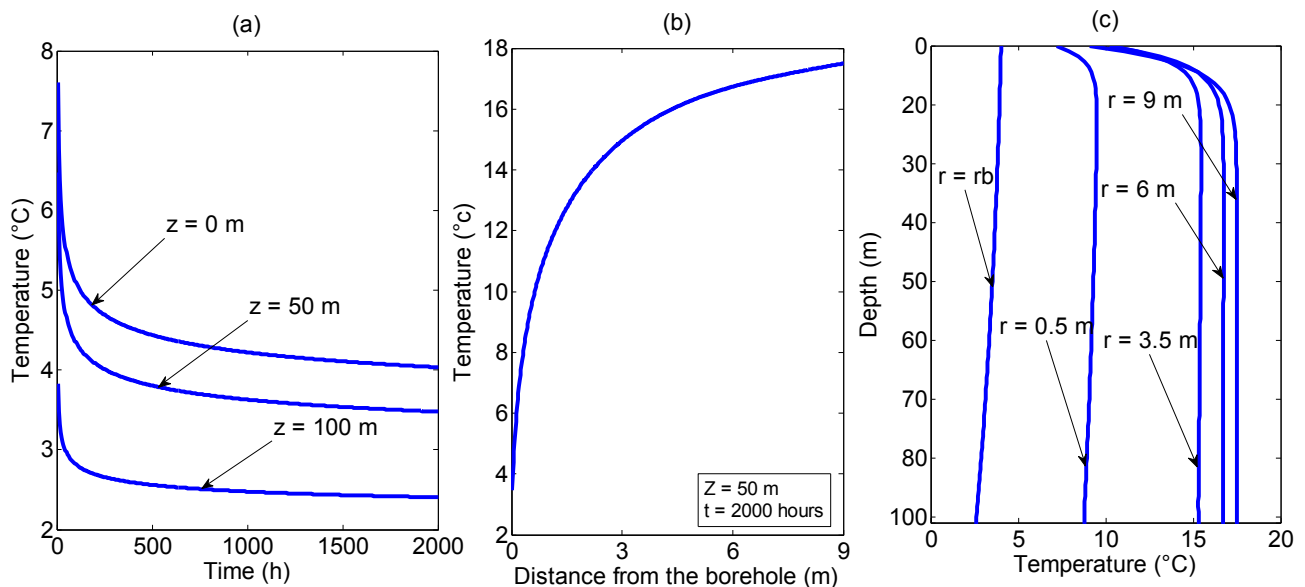 (a)
8
7
6
5
4
3
2
Temperature (°C)
z = 0 m
z = 50 m
z = 100 m
0
500
1000
1500
2000
Time (h)
(b)
18
16
14
12
10
8
6
4
2
Temperature (°c)
Z = 50 m
t = 2000 hours
0
3
6
9
Distance from the borehole (m)
(c)
0
10
20
30
40
50
60
70
80
90
100
Depth (m)
r = 9 m
r = rb
r = 6 m
r = 0.5 m
r = 3.5 m
0
5
10
15
20
Temperature (°C)